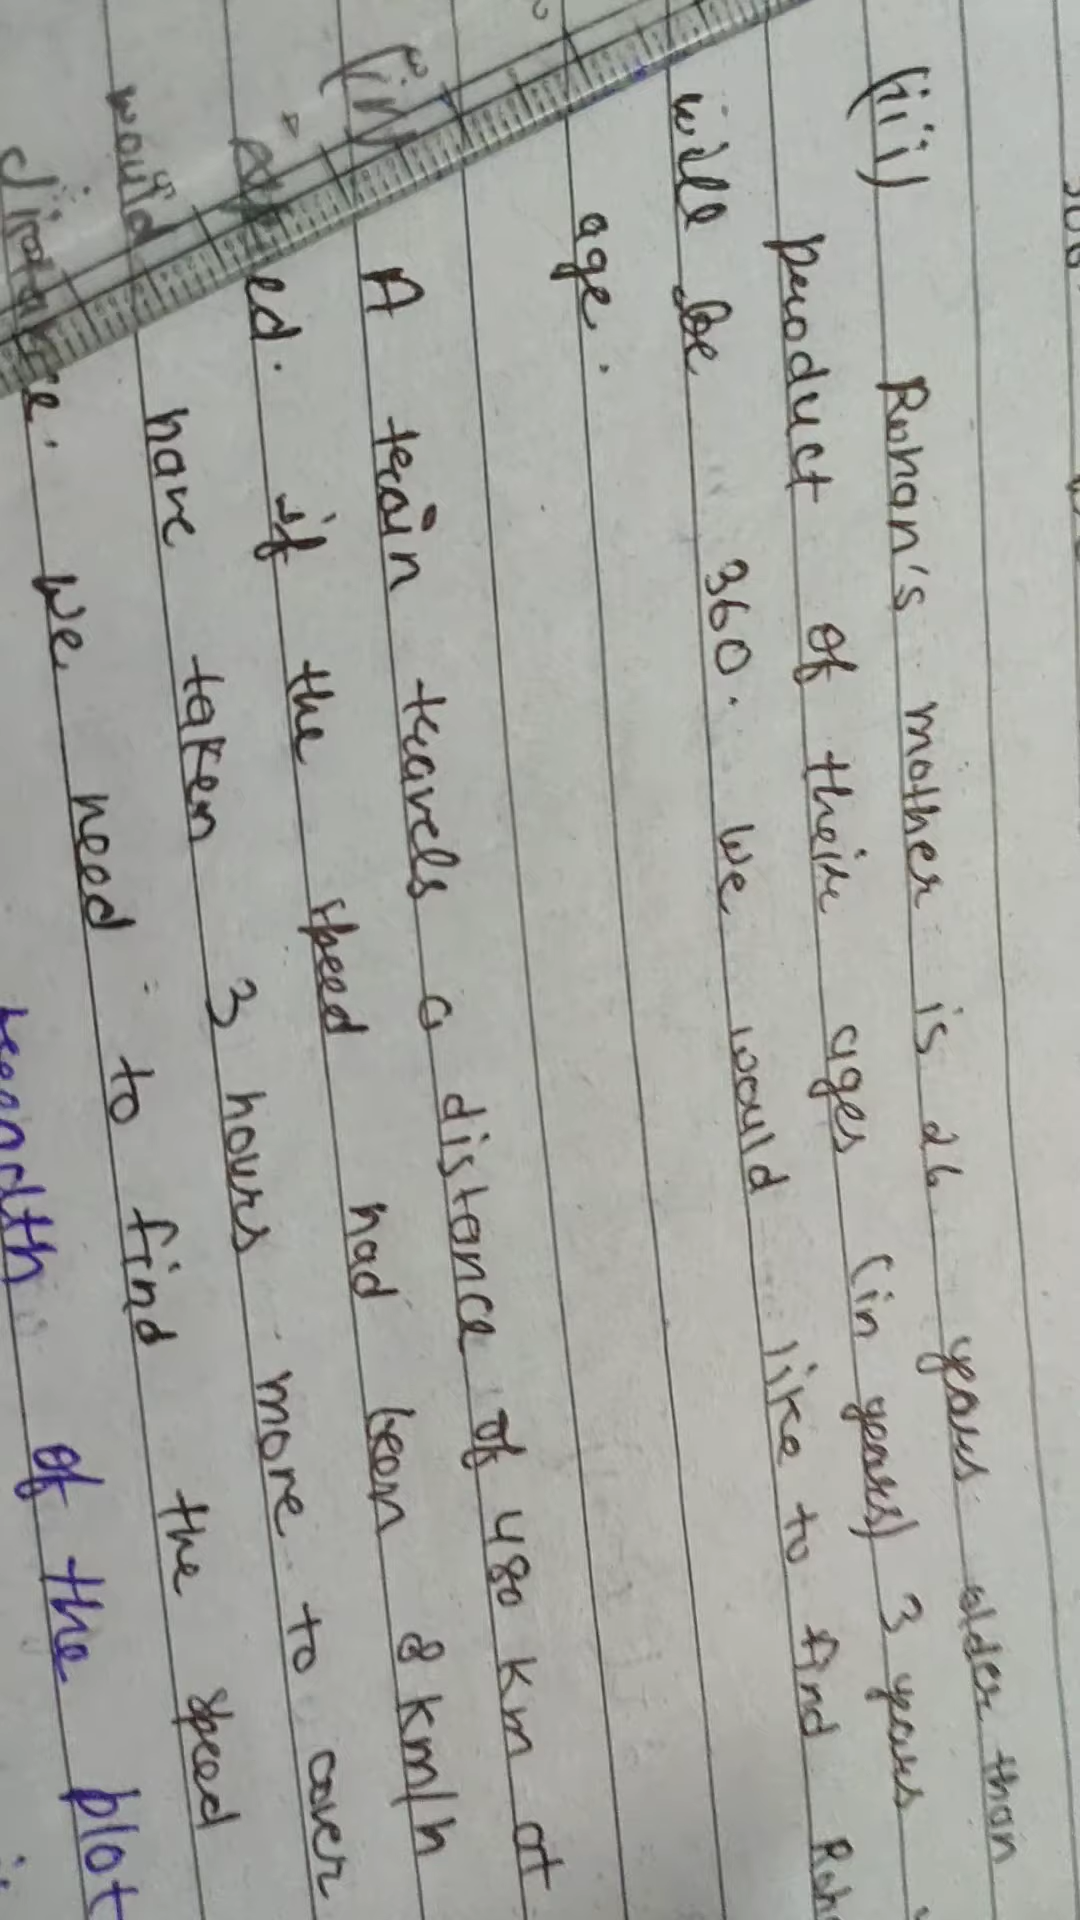 (iii) Rohan's mother is 26 years older than
product of their ages (in years) 3 years
will be 360. We would like to find
age.
(iv) A train travels a distance of 480 km at
ed. if the speed had been 8 km/h
would have taken 3 hours more to cover
We need to find the speed
breadth of the plot